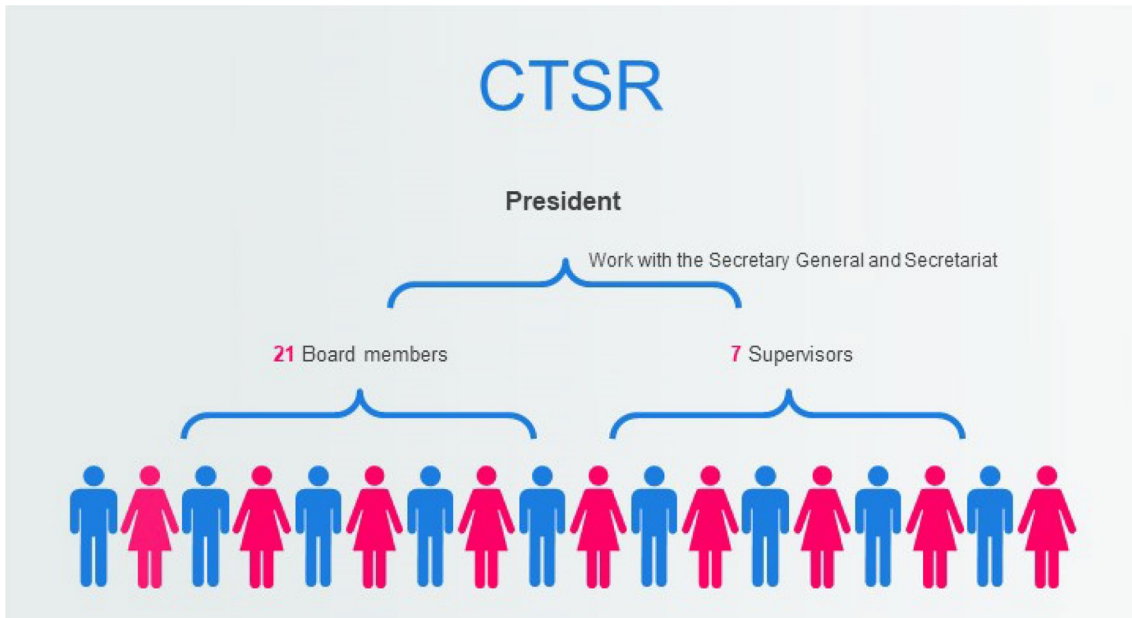 CTSR
President
Work with the Secretary General and Secretariat
21 Board members
7 Supervisors